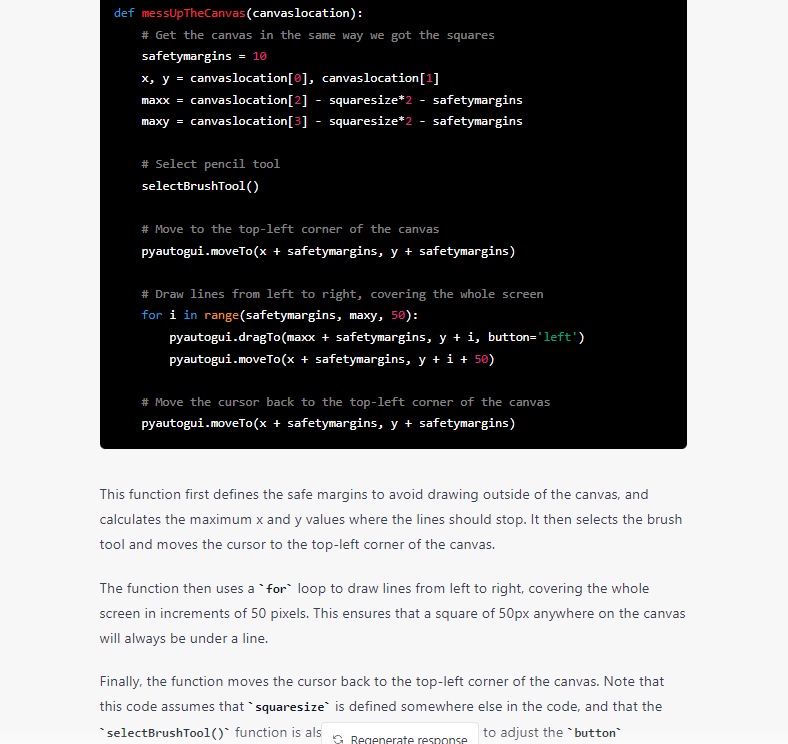 def messUpTheCanvas(canvaslocation):
# Get the canvas in the same way we got the squares
safetymargins = 10
x, y = canvaslocation[0], canvaslocation[1]
maxx = canvaslocation[2] - squaresize*2 - safetymargins
maxy = canvaslocation[3] - squaresize*2 - safetymargins
# Select pencil tool
selectBrushTool()
# Move to the top-left corner of the canvas
pyautogui.moveTo(x + safetymargins, y + safetymargins)
# Draw lines from left to right, covering the whole screen
for i in range(safetymargins, maxy, 50):
pyautogui.dragTo(maxx + safetymargins, y + i, button='left')
pyautogui.moveTo(x + safetymargins, y + i + 50)
# Move the cursor back to the top-left corner of the canvas
pyautogui.moveTo(x + safetymargins, y + safetymargins)
This function first defines the safe margins to avoid drawing outside of the canvas, and
calculates the maximum x and y values where the lines should stop. It then selects the brush
tool and moves the cursor to the top-left corner of the canvas.
The function then uses a `for` loop to draw lines from left to right, covering the whole
screen in increments of 50 pixels. This ensures that a square of 50px anywhere on the canvas
will always be under a line.
Finally, the function moves the cursor back to the top-left corner of the canvas. Note that
this code assumes that `squaresize` is defined somewhere else in the code, and that the
`selectBrushTool()` function is als to adjust the `button`
Regenerate response